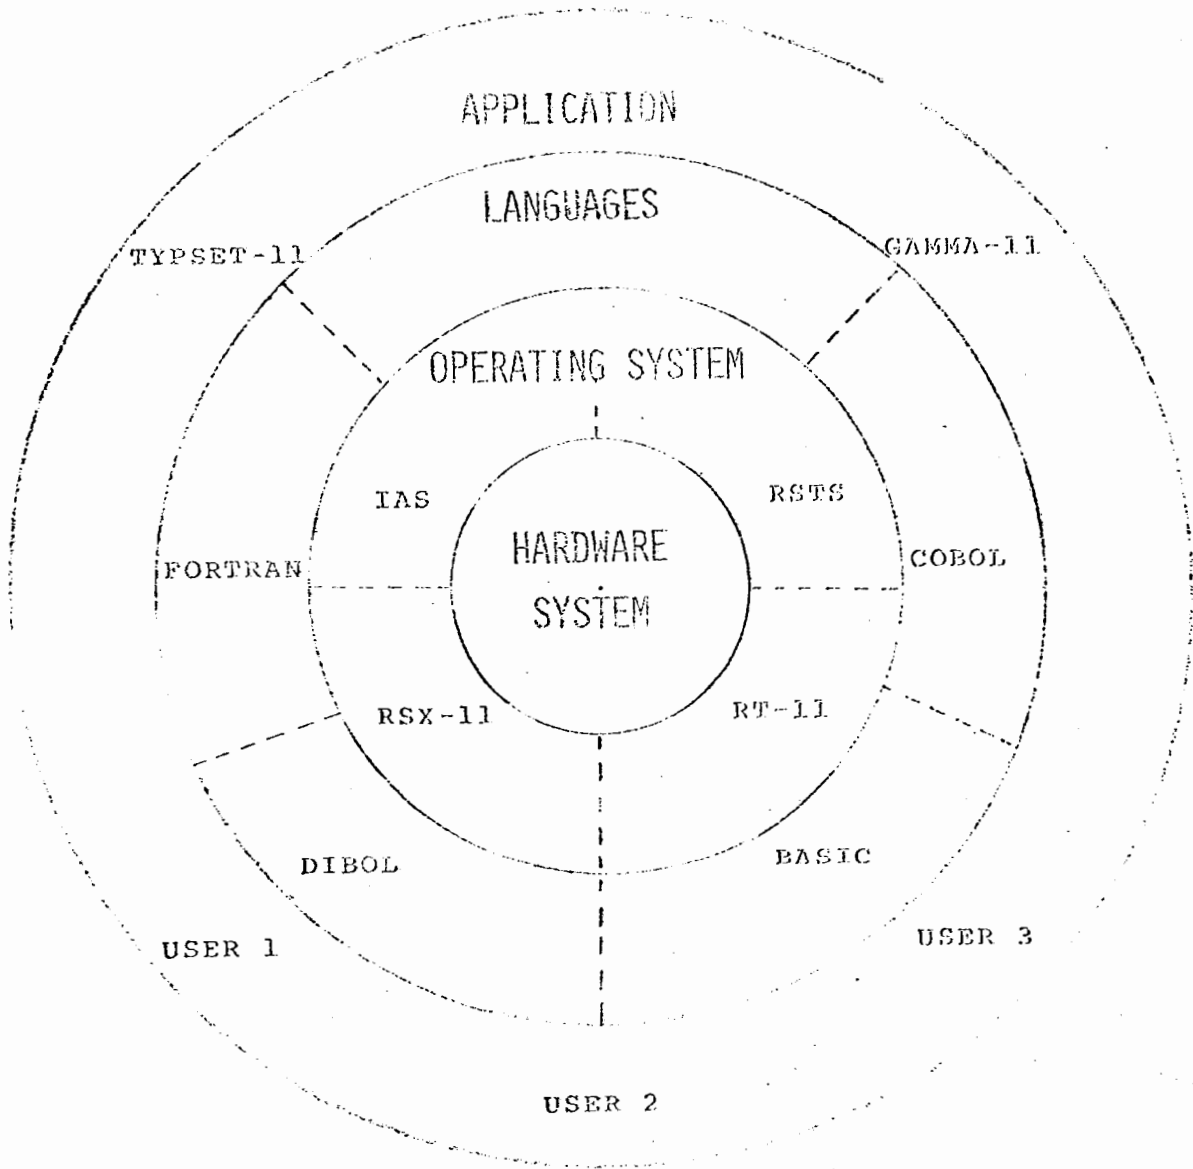 APPLICATION
LANGUAGES
TYPSET-11
GAMMA-11
OPERATING SYSTEM
IAS
RSTS
HARDWARE
SYSTEM
FORTRAN
COBOL
RSX-11
RT-11
DIBOL
BASIC
USER 1
USER 3
USER 2